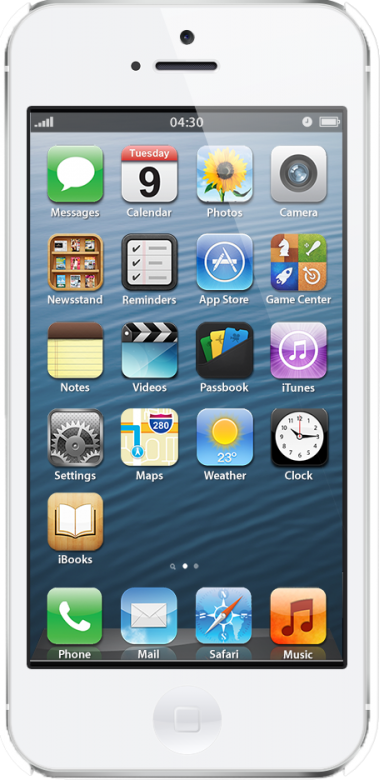 04:30
Tuesday
9
Messages Calendar Photos Camera
Newsstand Reminders App Store Game Center
Notes Videos Passbook iTunes
280
23°
Settings Maps Weather Clock
iBooks
Phone Mail Safari Music